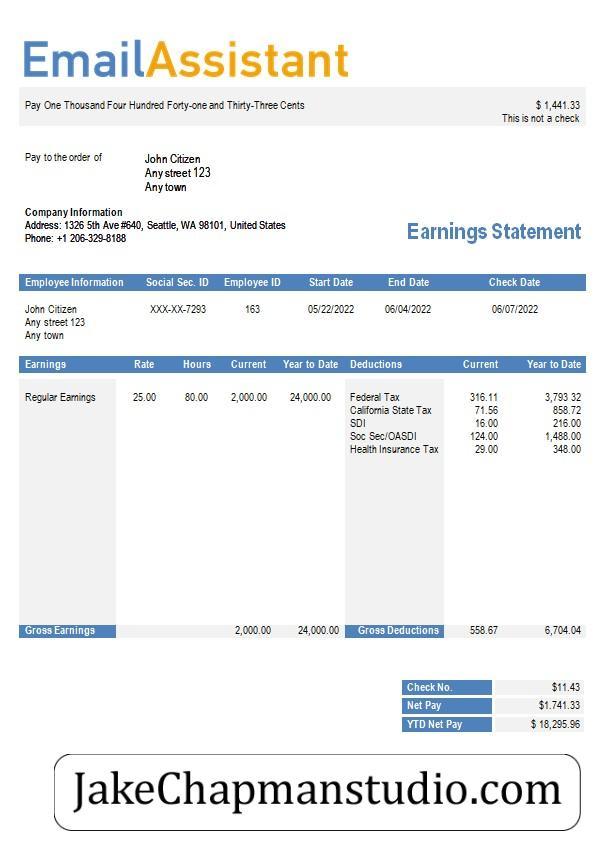 EmailAssistant
Pay One Thousand Four Hundred Forty-one and Thirty-Three Cents $ 1,441.33
This is not a check
Pay to the order of John Citizen
Any street 123
Any town
Company Information
Address: 1326 5th Ave #640, Seattle, WA 98101, United States
Phone: +1 206-329-8188
Earnings Statement
Employee Information Social Sec. ID Employee ID Start Date End Date Check Date
John Citizen XXX-XX-7293 163 05/22/2022 06/04/2022 06/07/2022
Any street 123
Any town
Earnings Rate Hours Current Year to Date Deductions Current Year to Date
Regular Earnings 25.00 80.00 2,000.00 24,000.00 Federal Tax 316.11 3,793 32
California State Tax 71.56 858.72
SDI 16.00 216.00
Soc Sec/OASDI 124.00 1,488.00
Health Insurance Tax 29.00 348.00
Gross Earnings 2,000.00 24,000.00 Gross Deductions 558.67 6,704.04
Check No. $11.43
Net Pay $1.741.33
YTD Net Pay $ 18,295.96
JakeChapmanstudio.com